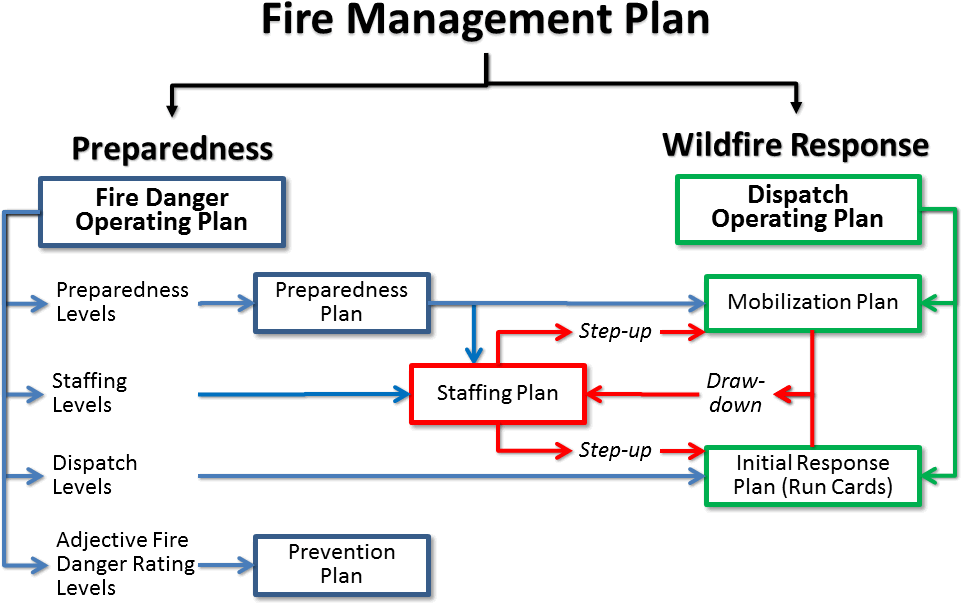 Fire Management Plan
Preparedness
Wildfire Response
Fire Danger
Operating Plan
Dispatch
Operating Plan
Preparedness
Levels
Preparedness
Plan
Mobilization Plan
Step-up
Staffing
Levels
Staffing Plan
Draw-
down
Step-up
Dispatch
Levels
Initial Response
Plan (Run Cards)
Adjective Fire
Danger Rating
Levels
Prevention
Plan